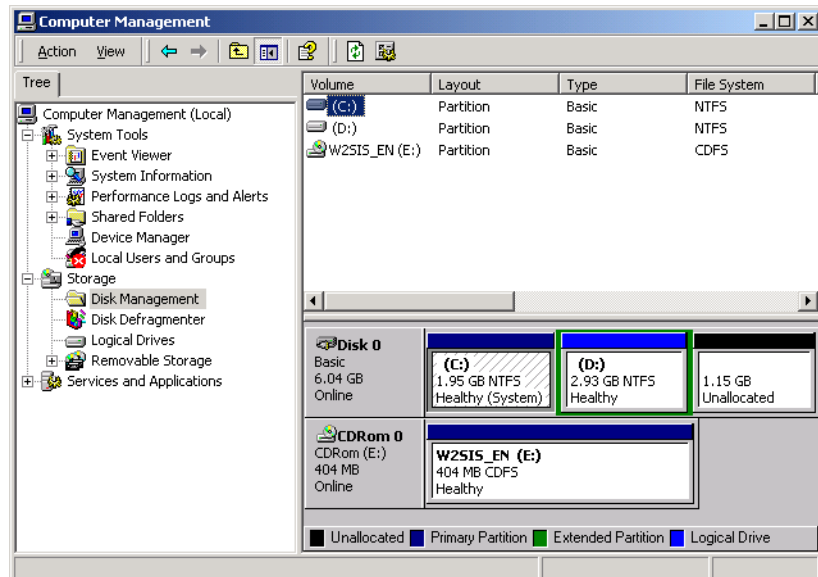 Computer Management
Action View
Tree
Computer Management (Local)
System Tools
Event Viewer
System Information
Performance Logs and Alerts
Shared Folders
Device Manager
Local Users and Groups
Storage
Disk Management
Disk Defragmenter
Logical Drives
Removable Storage
Services and Applications
Volume Layout Type File System
(C:) Partition Basic NTFS
(D:) Partition Basic NTFS
W2SIS_EN (E:) Partition Basic CDFS
Disk 0
Basic
6.04 GB
Online
(C:)
1.95 GB NTFS
Healthy (System)
(D:)
2.93 GB NTFS
Healthy
1.15 GB
Unallocated
CDRom 0
CDRom (E:)
404 MB
Online
W2SIS_EN (E:)
404 MB CDFS
Healthy
Unallocated Primary Partition Extended Partition Logical Drive